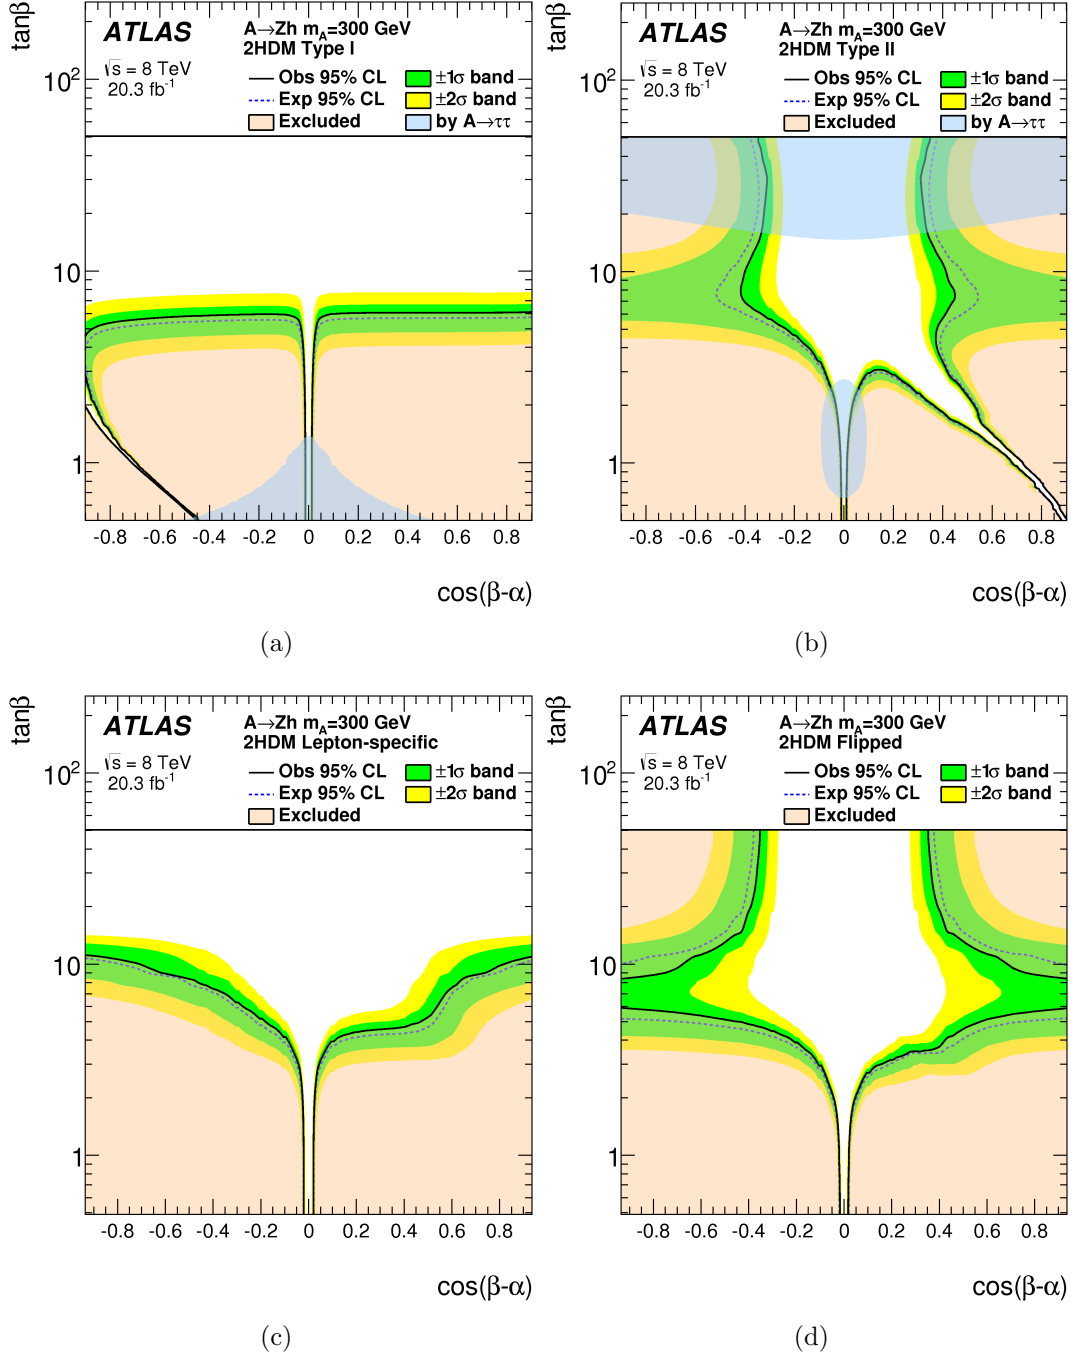 tanβ
ATLAS
A→Zh m_A=300 GeV
2HDM Type I
√s = 8 TeV
20.3 fb⁻¹
Obs 95% CL
±1σ band
Exp 95% CL
±2σ band
Excluded
by A→ττ
10²
10
1
-0.8 -0.6 -0.4 -0.2 0 0.2 0.4 0.6 0.8
cos(β-α)
(a)
tanβ
ATLAS
A→Zh m_A=300 GeV
2HDM Type II
√s = 8 TeV
20.3 fb⁻¹
Obs 95% CL
±1σ band
Exp 95% CL
±2σ band
Excluded
by A→ττ
10²
10
1
-0.8 -0.6 -0.4 -0.2 0 0.2 0.4 0.6 0.8
cos(β-α)
(b)
tanβ
ATLAS
A→Zh m_A=300 GeV
2HDM Lepton-specific
√s = 8 TeV
20.3 fb⁻¹
Obs 95% CL
±1σ band
Exp 95% CL
±2σ band
Excluded
10²
10
1
-0.8 -0.6 -0.4 -0.2 0 0.2 0.4 0.6 0.8
cos(β-α)
(c)
tanβ
ATLAS
A→Zh m_A=300 GeV
2HDM Flipped
√s = 8 TeV
20.3 fb⁻¹
Obs 95% CL
±1σ band
Exp 95% CL
±2σ band
Excluded
10²
10
1
-0.8 -0.6 -0.4 -0.2 0 0.2 0.4 0.6 0.8
cos(β-α)
(d)